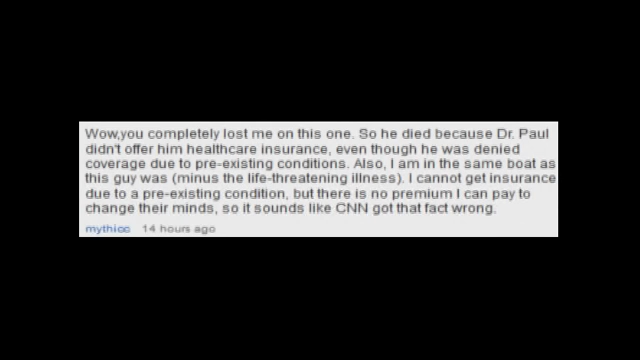 Wow,you completely lost me on this one. So he died because Dr. Paul
didn't offer him healthcare insurance, even though he was denied
coverage due to pre-existing conditions. Also, I am in the same boat as
this guy was (minus the life-threatening illness). I cannot get insurance
due to a pre-existing condition, but there is no premium I can pay to
change their minds, so it sounds like CNN got that fact wrong.
14 hours ago